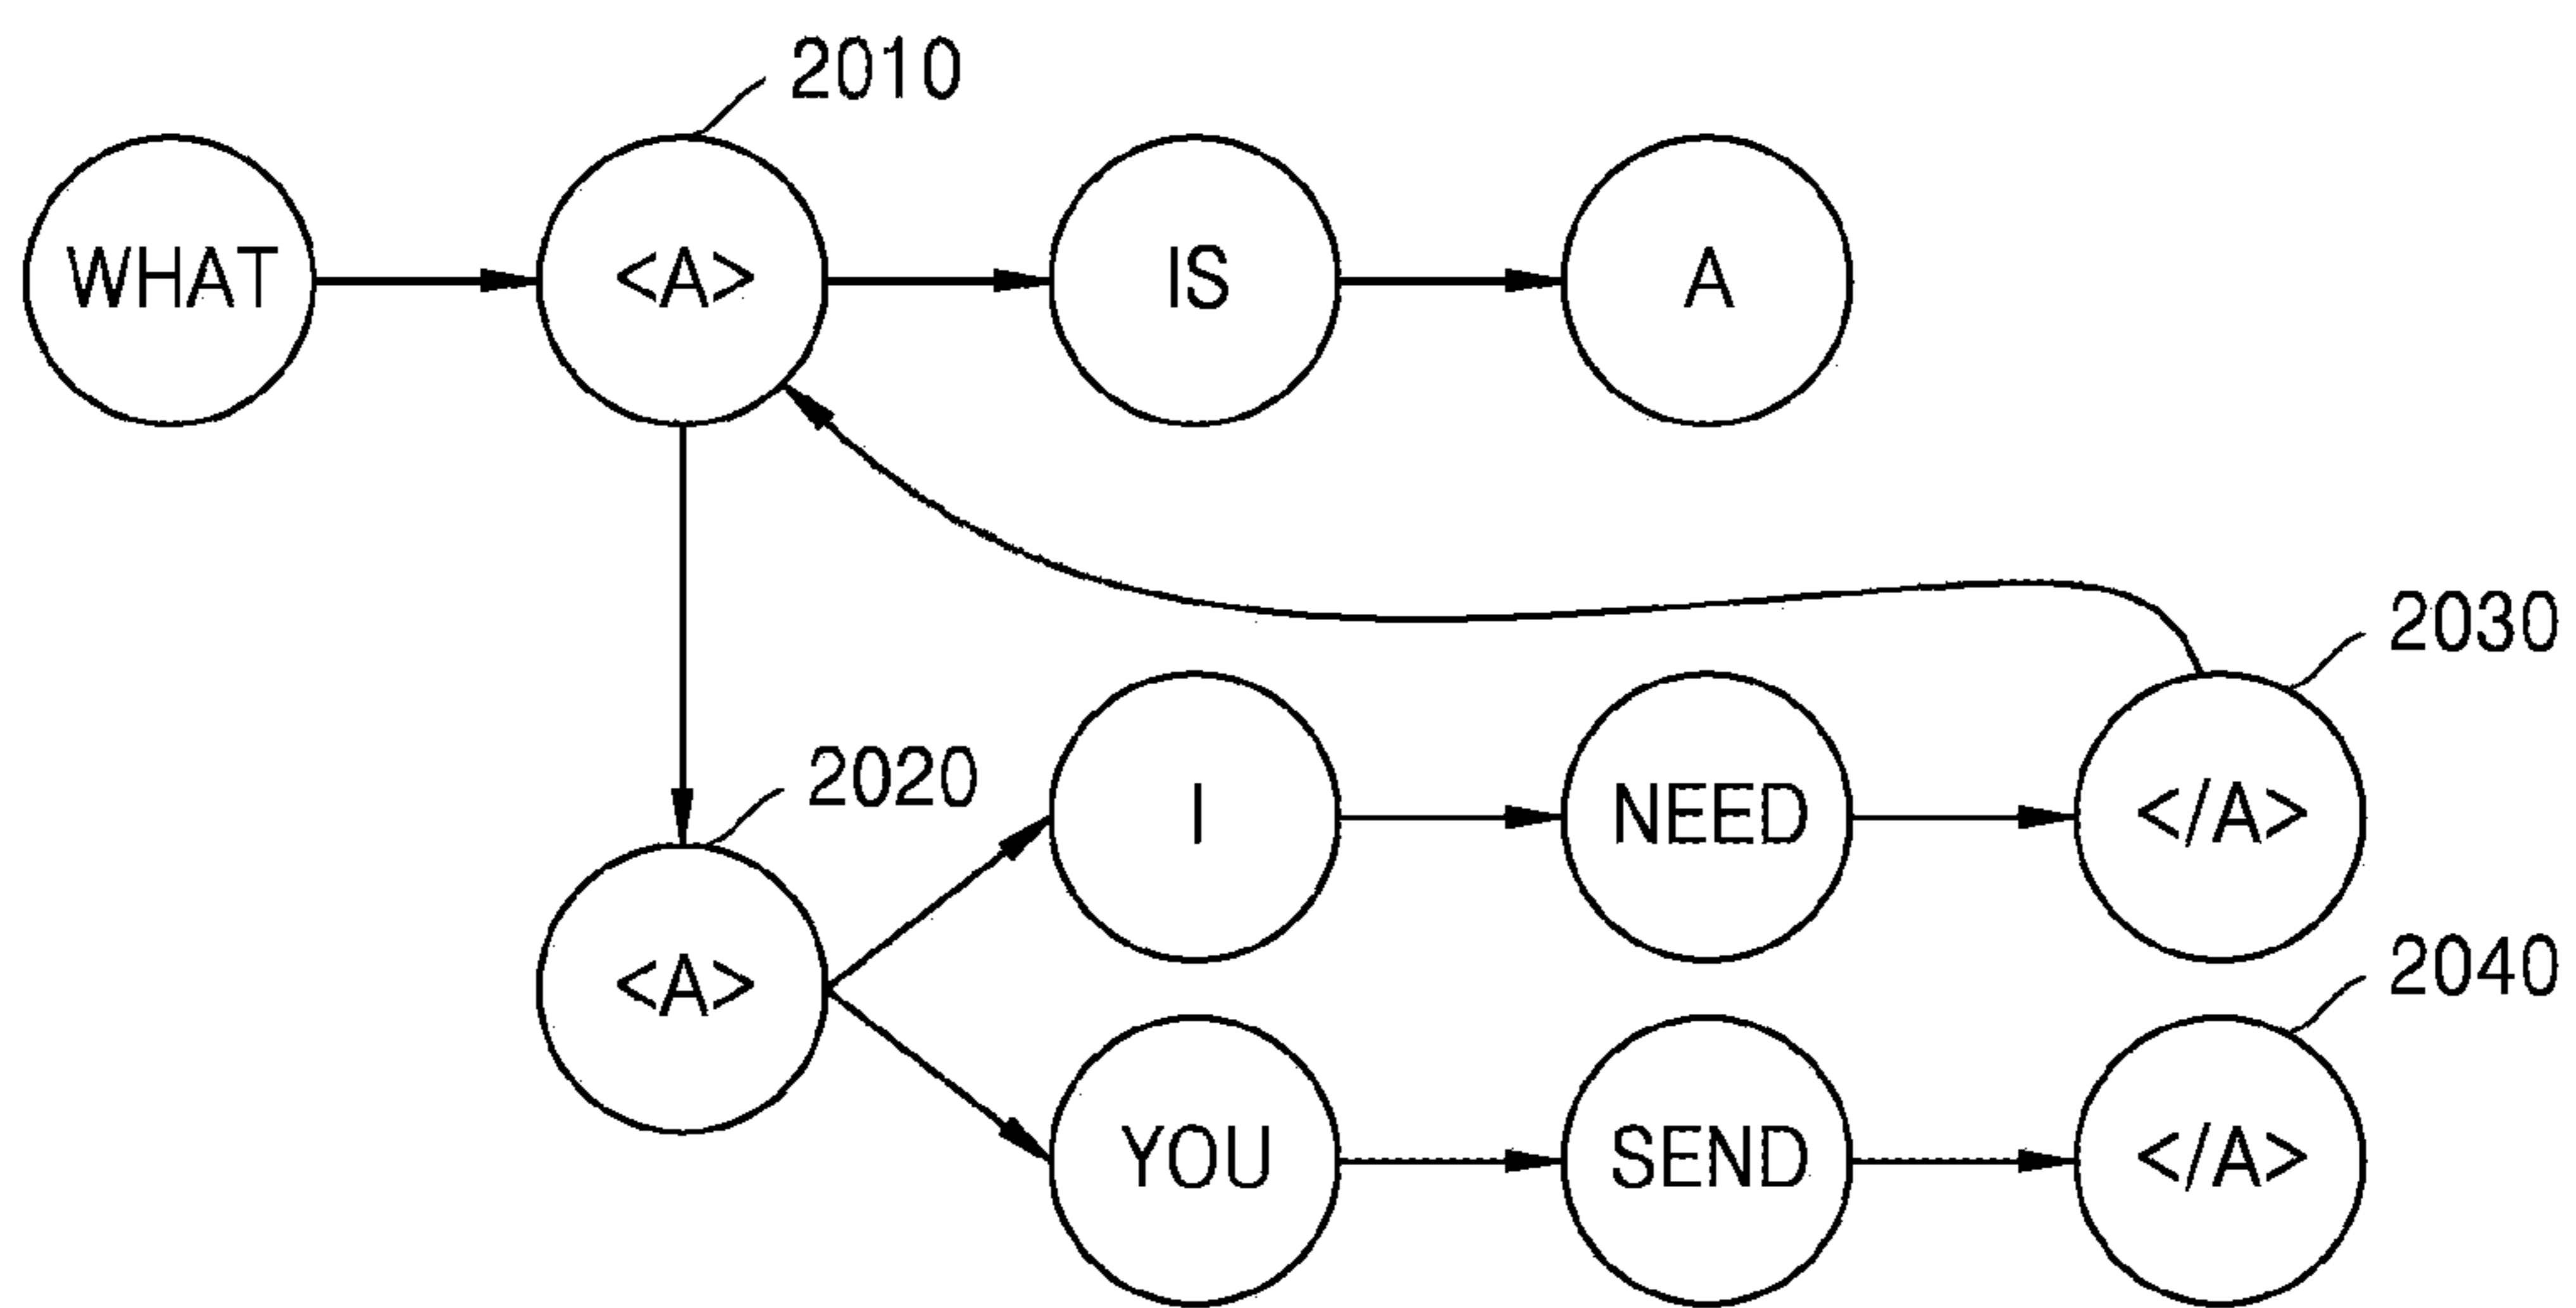 2010
WHAT <A> IS A
2030
2020
I NEED </A>
<A>
2040
YOU SEND </A>